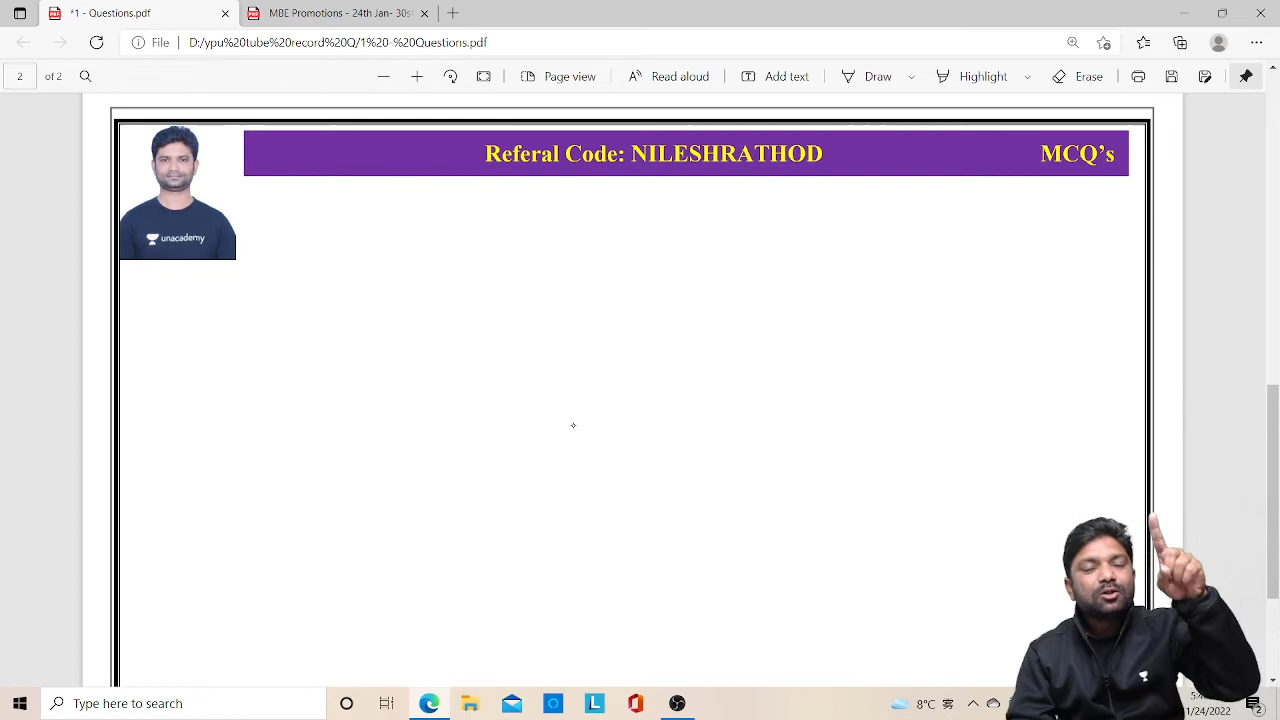 *1 - Questions.pdf
MBE Promotions - 24th Jan- 30s
File
D:/ypu%20tube%20record%20Q/1%20-%20Questions.pdf
2 of 2
Page view
Read aloud
Add text
Draw
Highlight
Erase
Referal Code: NILESHRATHOD
MCQ's
unacademy
Type here to search
8°C
1/24/2022
2